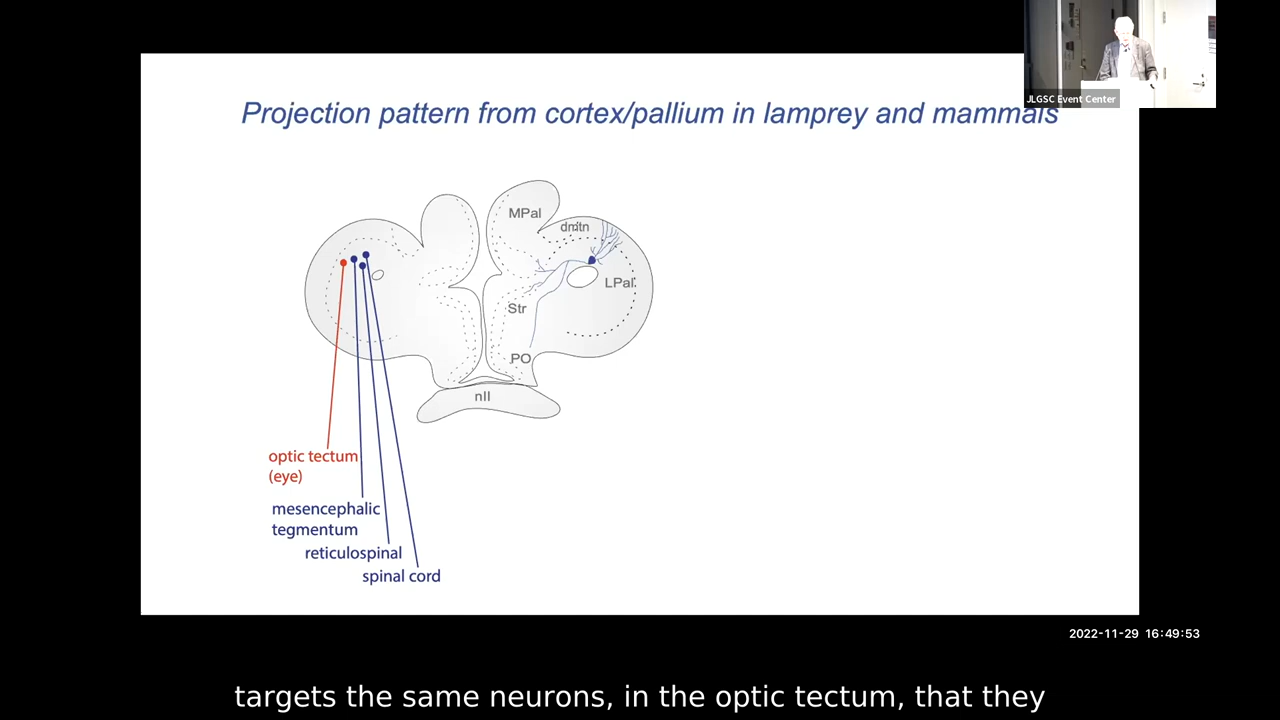 JLGSC Event Center
Projection pattern from cortex/pallium in lamprey and mammals
MPal
dmtn
LPal
Str
PO
nII
optic tectum
(eye)
mesencephalic
tegmentum
reticulospinal
spinal cord
2022-11-29 16:49:53
targets the same neurons, in the optic tectum, that they